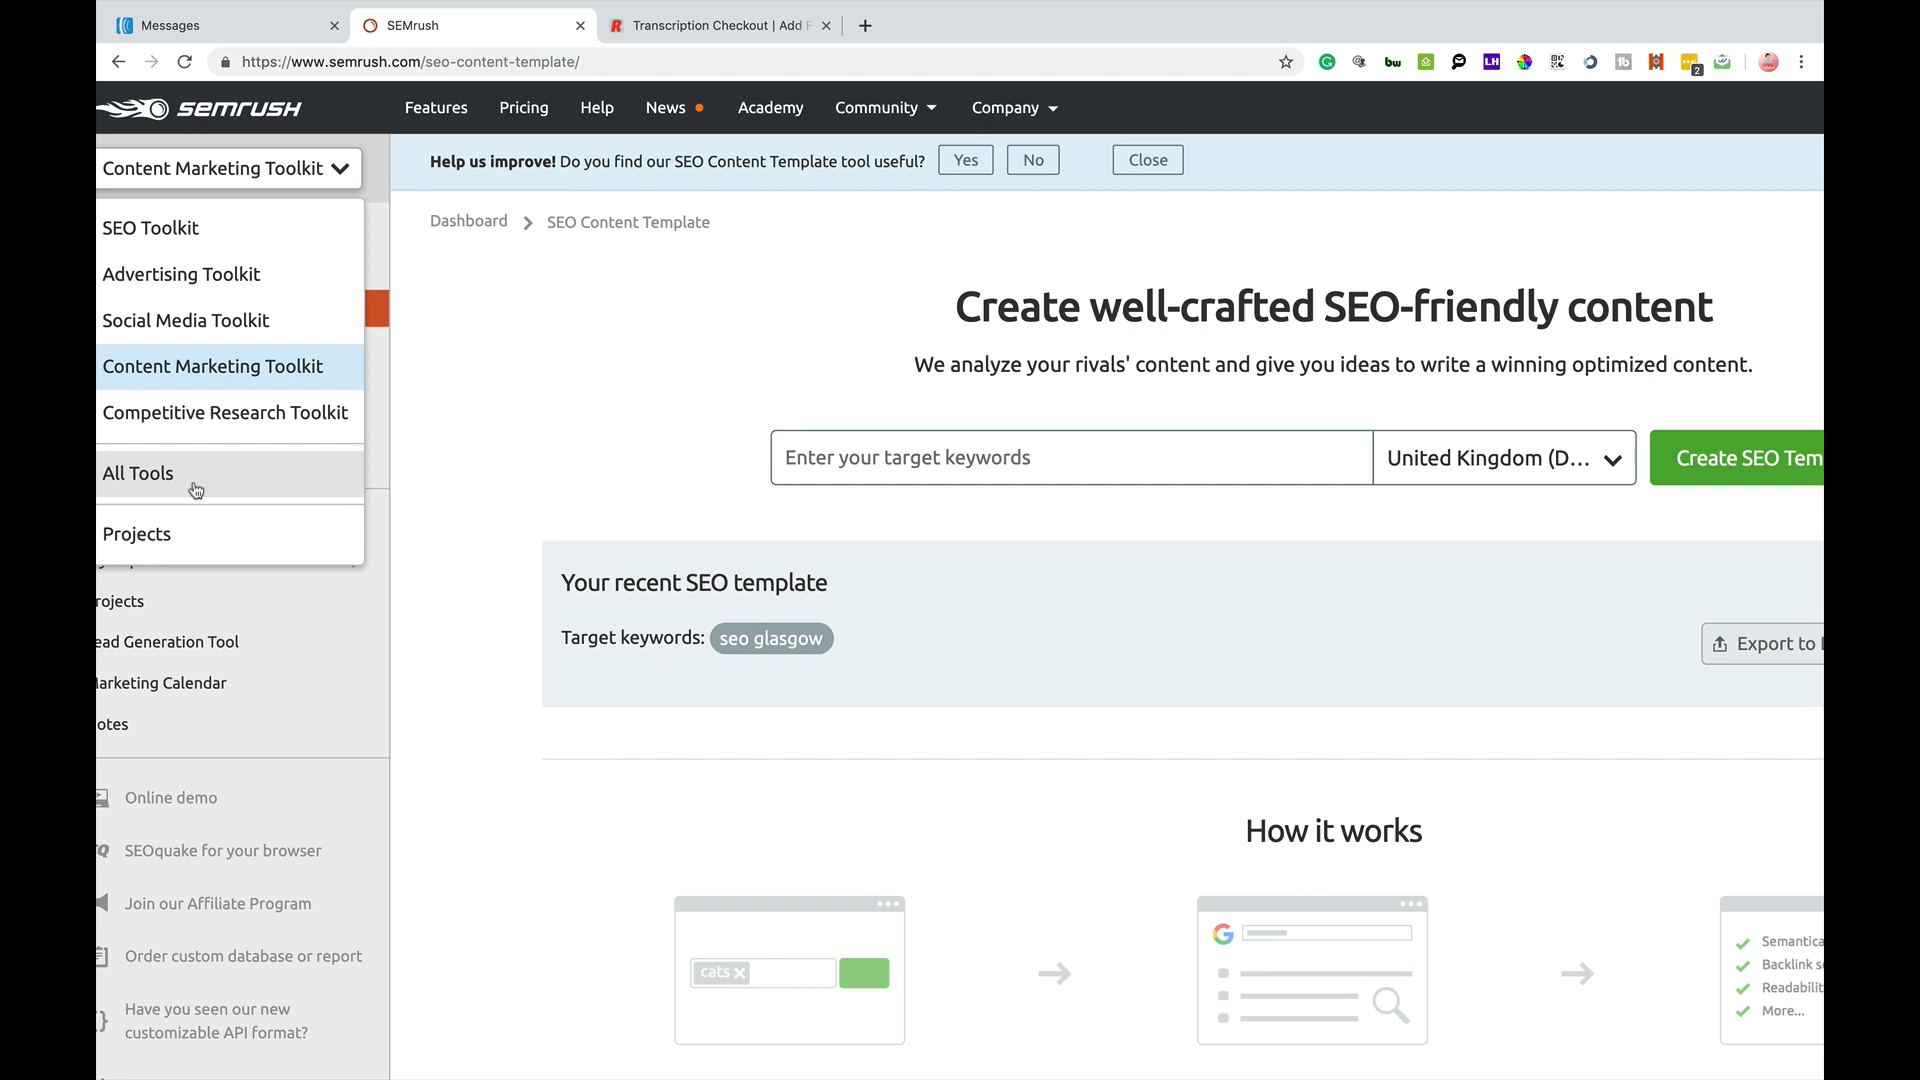 Messages
SEMrush
Transcription Checkout | Add F
https://www.semrush.com/seo-content-template/
bw
LH
tb
2
SEMRUSH
Features
Pricing
Help
News
Academy
Community
Company
Content Marketing Toolkit
Help us improve! Do you find our SEO Content Template tool useful?
Yes
No
Close
SEO Toolkit
Advertising Toolkit
Social Media Toolkit
Content Marketing Toolkit
Competitive Research Toolkit
All Tools
Projects
rojects
ead Generation Tool
arketing Calendar
otes
Online demo
SEOquake for your browser
Join our Affiliate Program
Order custom database or report
Have you seen our new
customizable API format?
Dashboard
SEO Content Template
Create well-crafted SEO-friendly content
We analyze your rivals' content and give you ideas to write a winning optimized content.
Enter your target keywords
United Kingdom (D...
Create SEO Tem
Your recent SEO template
Target keywords: seo glasgow
Export to
How it works
cats
G
Semantica
Backlink s
Readabilit
More...